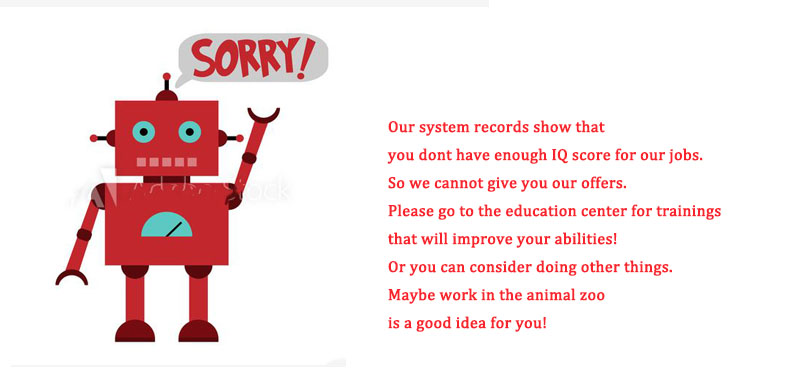 SORRY!
Our system records show that
you dont have enough IQ score for our jobs.
So we cannot give you our offers.
Please go to the education center for trainings
that will improve your abilities!
Or you can consider doing other things.
Maybe work in the animal zoo
is a good idea for you!